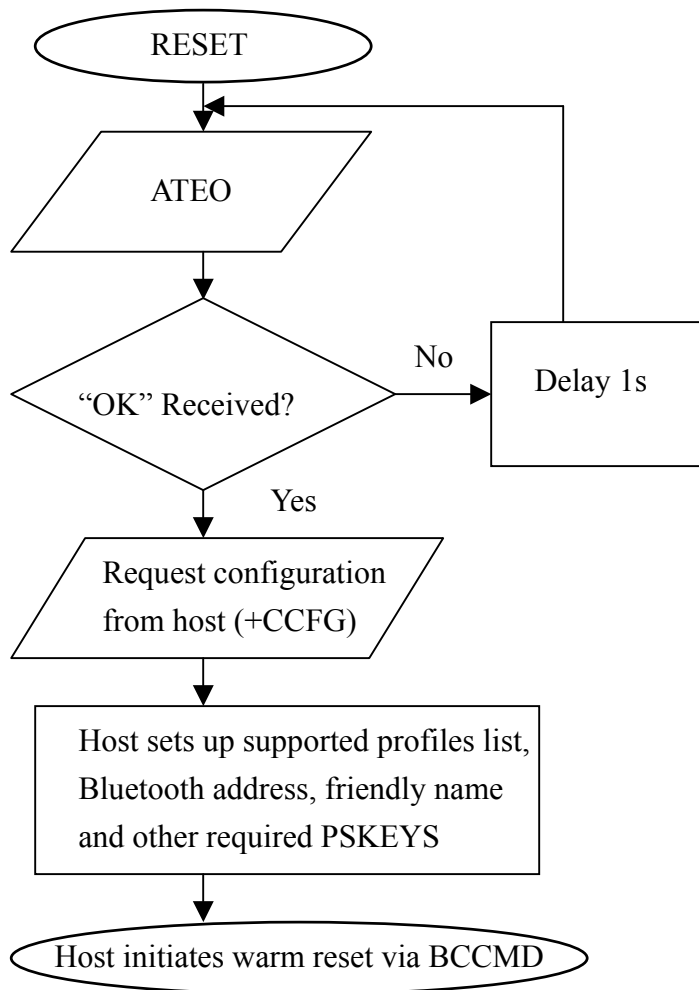 RESET
ATEO
“OK” Received?
No
Delay 1s
Yes
Request configuration
from host (+CCFG)
Host sets up supported profiles list,
Bluetooth address, friendly name
and other required PSKEYS
Host initiates warm reset via BCCMD